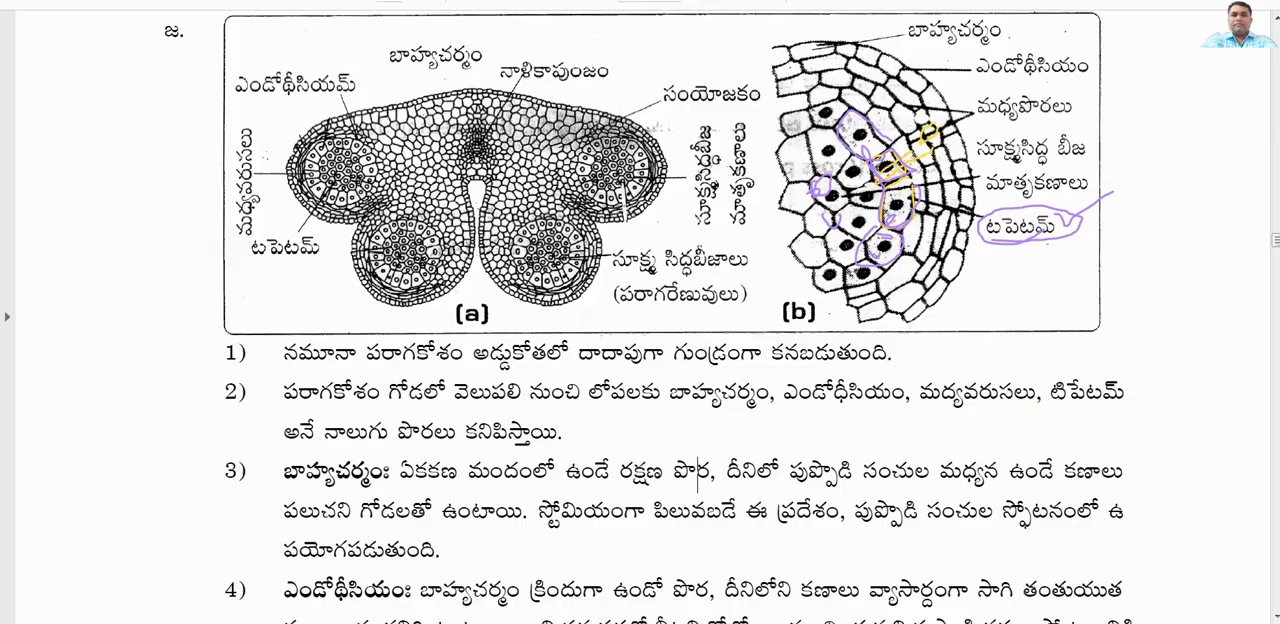 జ.
బాహ్యచర్మం
నాళికాపుంజం
ఎండోథీసియమ్
సంయోజకం
మధ్యవరుసలు
టపెటమ్
సూక్ష్మసిద్ధబీజ
మాతృకణాలు
సూక్ష్మ సిద్ధబీజాలు
(పరాగరేణువులు)
(a)
బాహ్యచర్మం
ఎండోథీసియం
మధ్యపొరలు
సూక్ష్మసిద్ధ బీజ
మాతృకణాలు
టపెటమ్
(b)
1) నమూనా పరాగకోశం అడ్డుకోతలో దాదాపుగా గుండ్రంగా కనబడుతుంది.
2) పరాగకోశం గోడలో వెలుపలి నుంచి లోపలకు బాహ్యచర్మం, ఎండోధీసియం, మద్యవరుసలు, టిపేటమ్
అనే నాలుగు పొరలు కనిపిస్తాయి.
3) బాహ్యచర్మం: ఏకకణ మందంలో ఉండే రక్షణ పొర, దీనిలో పుప్పొడి సంచుల మధ్యన ఉండే కణాలు
పలుచని గోడలతో ఉంటాయి. స్టోమియంగా పిలువబడే ఈ ప్రదేశం, పుప్పొడి సంచుల స్ఫోటనంలో ఉ
పయోగపడుతుంది.
4) ఎండోథీసియం: బాహ్యచర్మం క్రిందుగా ఉండో పొర, దీనిలోని కణాలు వ్యాసార్దంగా సాగి తంతుయుత